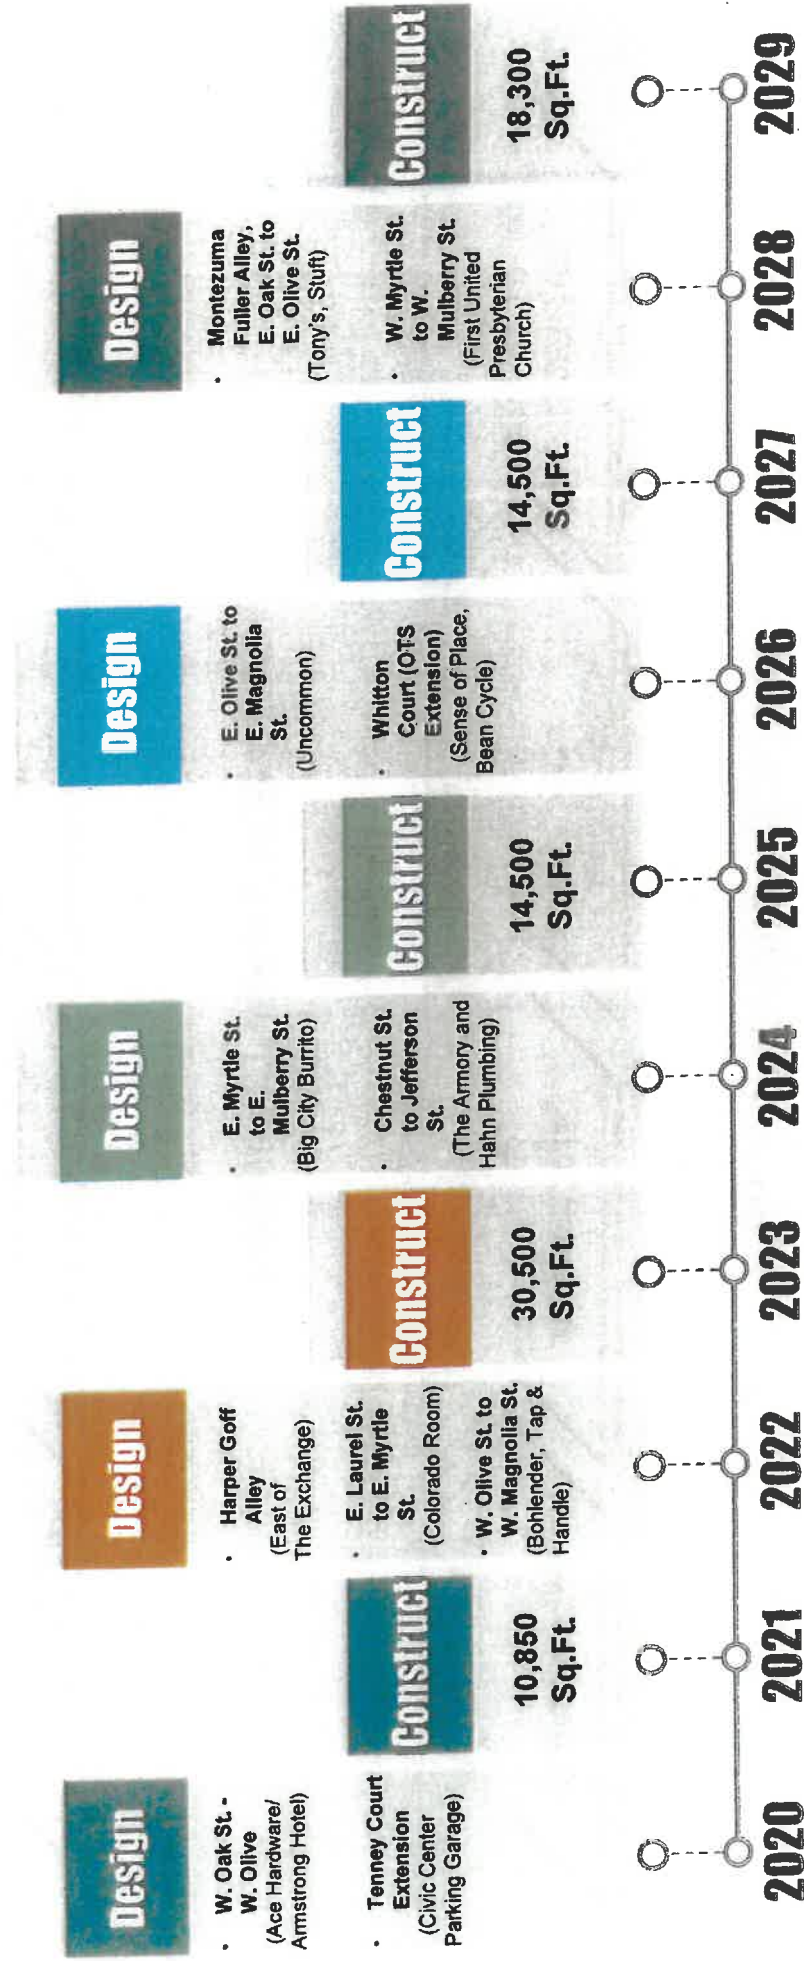 Design
• W. Oak St. -
W. Olive
(Ace Hardware/
Armstrong Hotel)
• Tenney Court
Extension
(Civic Center
Parking Garage)
Construct
10,850
Sq.Ft.
Design
• Harper Goff
Alley
(East of
The Exchange)
• E. Laurel St.
to E. Myrtle
St.
(Colorado Room)
• W. Olive St. to
W. Magnolia St.
(Bohlender, Tap &
Handle)
Construct
30,500
Sq.Ft.
Design
• E. Myrtle St.
to E.
Mulberry St.
(Big City Burrito)
• Chestnut St.
to Jefferson
St.
(The Armory and
Hahn Plumbing)
Construct
14,500
Sq.Ft.
Design
• E. Olive St. to
E. Magnolia
St.
(Uncommon)
• Whitton
Court (OTS
Extension)
(Sense of Place,
Bean Cycle)
Construct
14,500
Sq.Ft.
Design
• Montezuma
Fuller Alley,
E. Oak St. to
E. Olive St.
(Tony's, Stuft)
• W. Myrtle St.
to W.
Mulberry St.
(First United
Presbyterian
Church)
Construct
18,300
Sq.Ft.
2020
2021
2022
2023
2024
2025
2026
2027
2028
2029